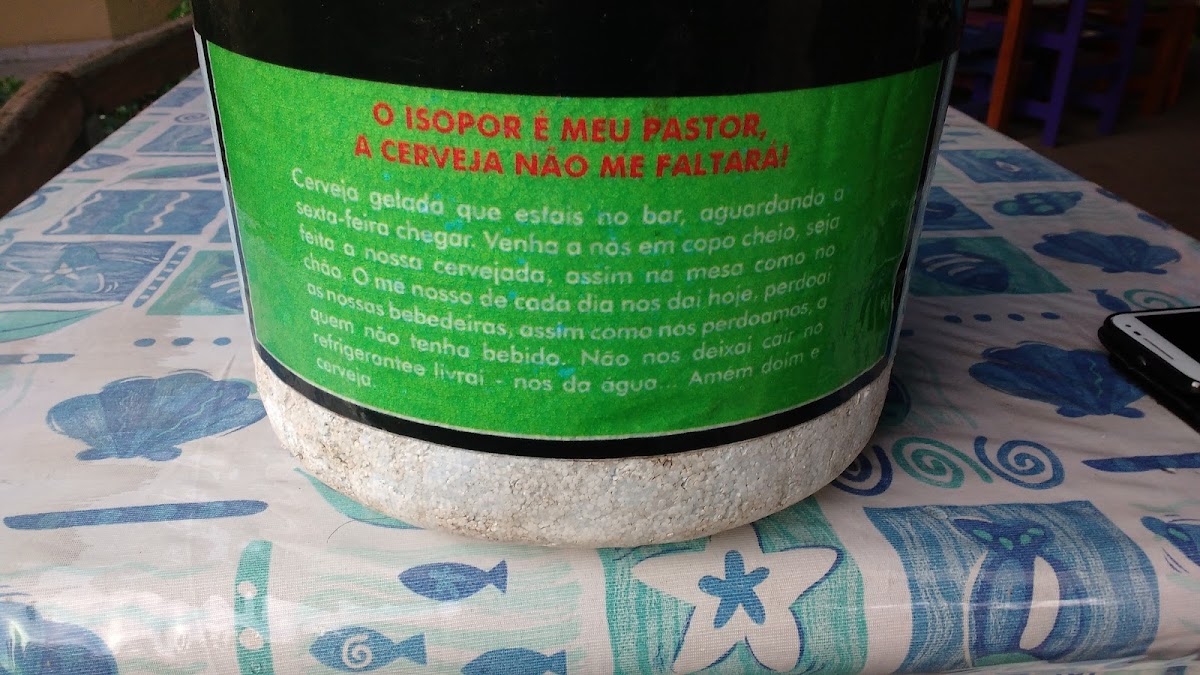 O ISOPOR É MEU PASTOR,
A CERVEJA NÃO ME FALTARÁ!
Cerveja gelada que estais no bar, aguardando a
sexta-feira chegar. Venha a nós em copo cheio, seja
feita a nossa cervejada, assim na mesa como no
chão. O me nosso de cada dia nos dai hoje, perdoai
as nossas bebedeiras, assim como nós perdoamos, a
quem não tenha bebido. Não nos deixai cair no
refrigerantee livrai - nos da água... Amém doim e
cerveja.